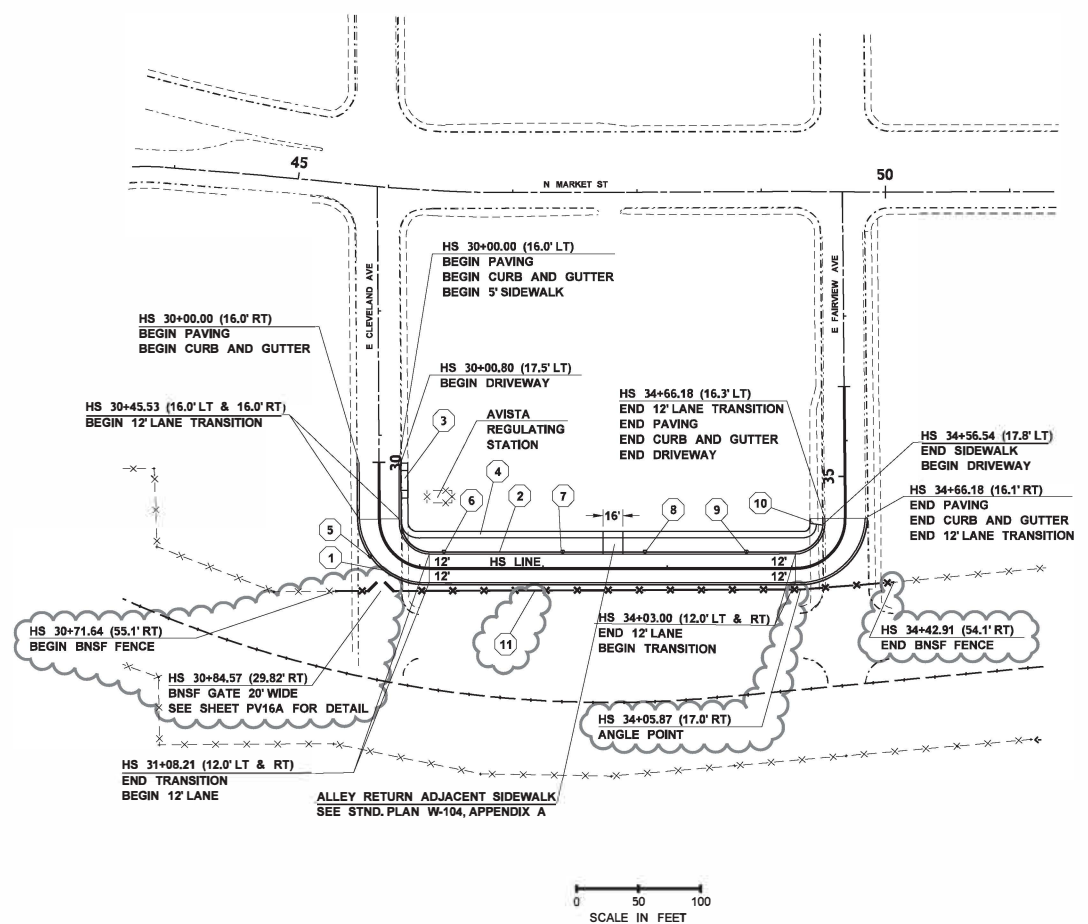 45
50
N MARKET ST
HS 30+00.00 (16.0' LT)
BEGIN PAVING
BEGIN CURB AND GUTTER
BEGIN 5' SIDEWALK
E CLEVELAND AVE
E FAIRVIEW AVE
HS 30+00.00 (16.0' RT)
BEGIN PAVING
BEGIN CURB AND GUTTER
HS 30+00.80 (17.5' LT)
BEGIN DRIVEWAY
HS 34+66.18 (16.3' LT)
END 12' LANE TRANSITION
END PAVING
END CURB AND GUTTER
END DRIVEWAY
HS 30+45.53 (16.0' LT & 16.0' RT)
BEGIN 12' LANE TRANSITION
AVISTA
REGULATING
STATION
3
HS 34+56.54 (17.8' LT)
END SIDEWALK
BEGIN DRIVEWAY
30
35
4
6
2
7
8
9
10
16'
HS 34+66.18 (16.1' RT)
END PAVING
END CURB AND GUTTER
END 12' LANE TRANSITION
5
1
12'
HS LINE
12'
12'
12'
11
HS 30+71.64 (55.1' RT)
BEGIN BNSF FENCE
HS 34+03.00 (12.0' LT & RT)
END 12' LANE
BEGIN TRANSITION
HS 34+42.91 (54.1' RT)
END BNSF FENCE
HS 30+84.57 (29.82' RT)
BNSF GATE 20' WIDE
SEE SHEET PV16A FOR DETAIL
HS 34+05.87 (17.0' RT)
ANGLE POINT
HS 31+08.21 (12.0' LT & RT)
END TRANSITION
BEGIN 12' LANE
ALLEY RETURN ADJACENT SIDEWALK
SEE STND. PLAN W-104, APPENDIX A
0 50 100
SCALE IN FEET